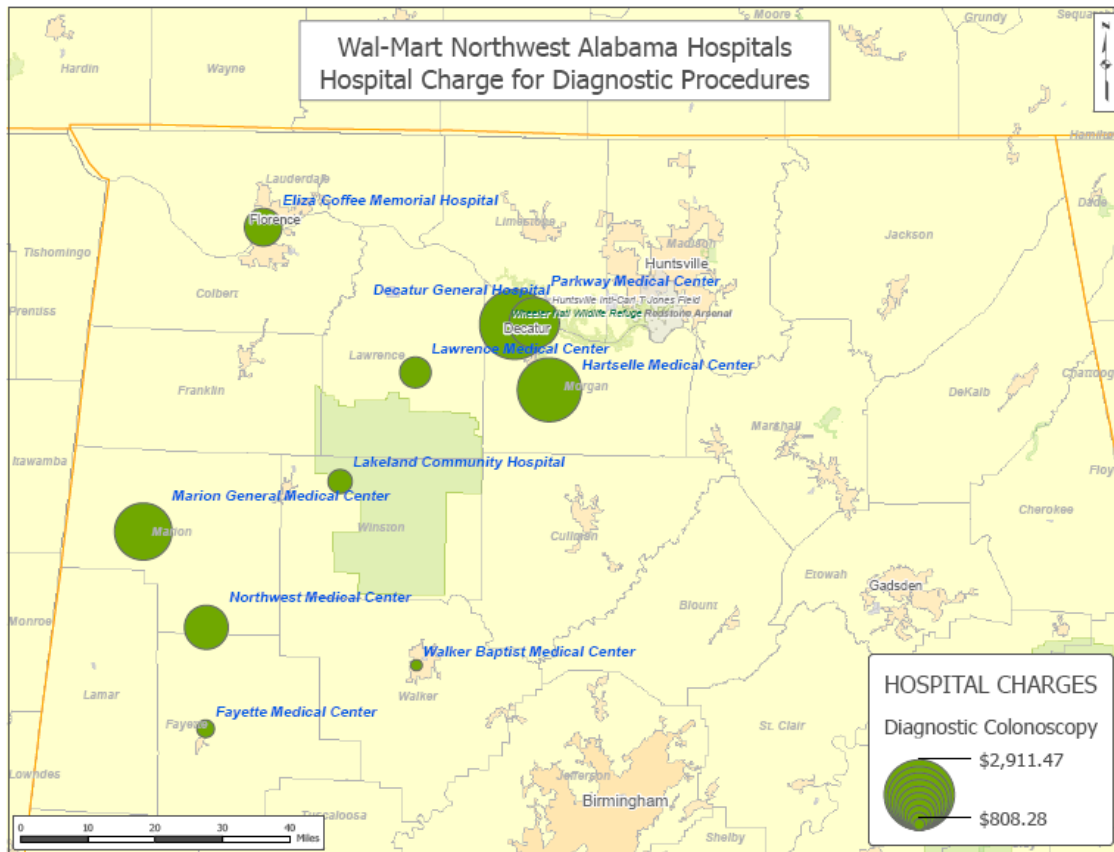 Moore
Grundy
Hardin
Wayne
Wal-Mart Northwest Alabama Hospitals
Hospital Charge for Diagnostic Procedures
Lauderdale
Eliza Coffee Memorial Hospital
Florence
Limestone
Madison
Jackson
Dade
Tishomingo
Huntsville
Colbert
Parkway Medical Center
Decatur General Hospital
Huntsville Intl-Carl T Jones Field
Prentiss
Wheeler Natl Wildlife Refuge
Redstone Arsenal
Decatur
Lawrence
Lawrence Medical Center
Hartselle Medical Center
Franklin
Morgan
DeKalb
Marshall
Itawamba
Lakeland Community Hospital
Marion General Medical Center
Marion
Winston
Cullman
Cherokee
Etowah
Gadsden
Northwest Medical Center
Blount
Monroe
Walker Baptist Medical Center
Lamar
Walker
Fayette Medical Center
Fayette
St. Clair
Lowndes
Jefferson
Birmingham
Tuscaloosa
Shelby
HOSPITAL CHARGES
Diagnostic Colonoscopy
$2,911.47
$808.28
0 10 20 30 40
Miles